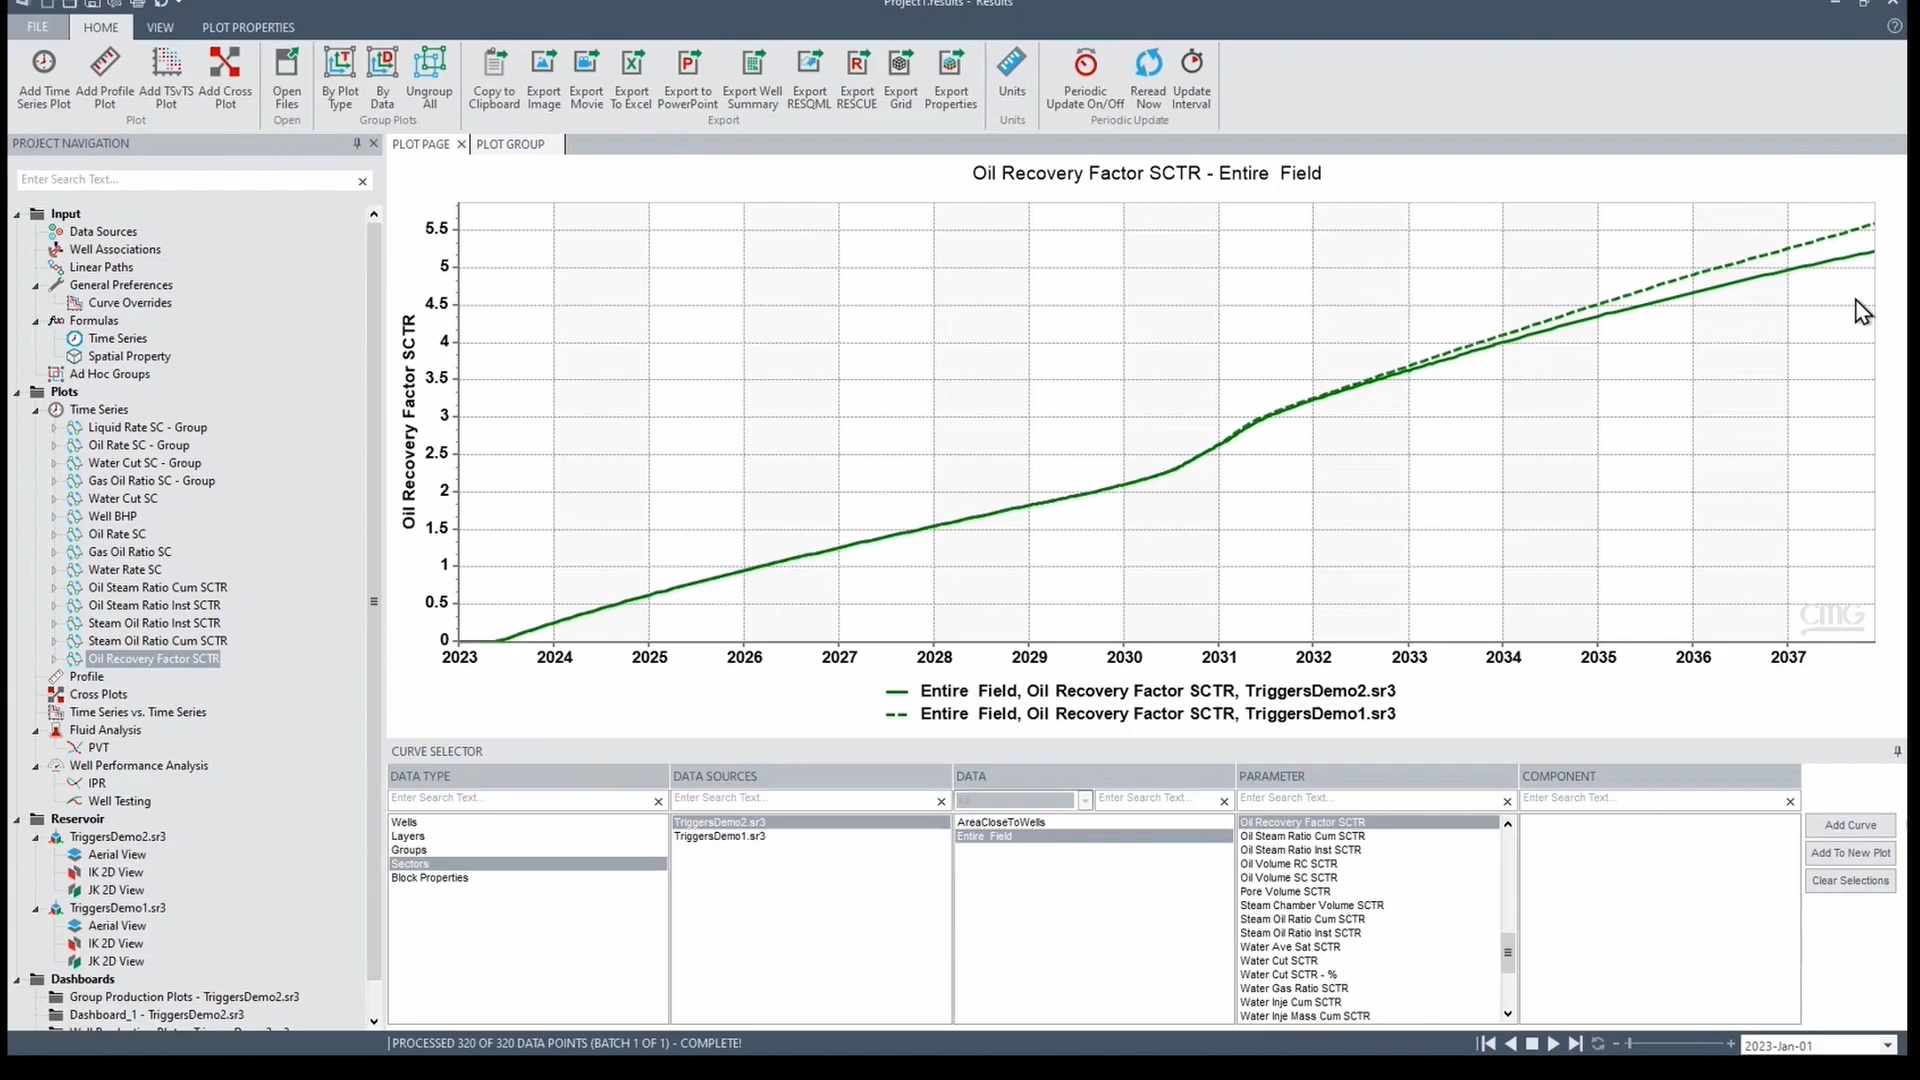 Project1.results - Results
FILE
HOME
VIEW
PLOT PROPERTIES
Add Time Series Plot
Add Profile Plot
Add TSvTS Plot
Add Cross Plot
Plot
Open Files
Open
By Plot Type
By Data
Ungroup All
Group Plots
Copy to Clipboard
Export Image
Export Movie
Export To Excel
Export to PowerPoint
Export Well Summary
Export RESQML
Export RESCUE
Export Grid
Export Properties
Export
Units
Units
Periodic Update On/Off
Reread Now
Update Interval
Periodic Update
PROJECT NAVIGATION
Enter Search Text...
Input
Data Sources
Well Associations
Linear Paths
General Preferences
Curve Overrides
Formulas
Time Series
Spatial Property
Ad Hoc Groups
Plots
Time Series
Liquid Rate SC - Group
Oil Rate SC - Group
Water Cut SC - Group
Gas Oil Ratio SC - Group
Water Cut SC
Well BHP
Oil Rate SC
Gas Oil Ratio SC
Water Rate SC
Oil Steam Ratio Cum SCTR
Oil Steam Ratio Inst SCTR
Steam Oil Ratio Inst SCTR
Steam Oil Ratio Cum SCTR
Oil Recovery Factor SCTR
Profile
Cross Plots
Time Series vs. Time Series
Fluid Analysis
PVT
Well Performance Analysis
IPR
Well Testing
Reservoir
TriggersDemo2.sr3
Aerial View
IK 2D View
JK 2D View
TriggersDemo1.sr3
Aerial View
IK 2D View
JK 2D View
Dashboards
Group Production Plots - TriggersDemo2.sr3
Dashboard_1 - TriggersDemo2.sr3
PLOT PAGE
PLOT GROUP
Oil Recovery Factor SCTR - Entire Field
Oil Recovery Factor SCTR
5.5
5
4.5
4
3.5
3
2.5
2
1.5
1
0.5
0
2023 2024 2025 2026 2027 2028 2029 2030 2031 2032 2033 2034 2035 2036 2037
CMG
Entire Field, Oil Recovery Factor SCTR, TriggersDemo2.sr3
Entire Field, Oil Recovery Factor SCTR, TriggersDemo1.sr3
CURVE SELECTOR
DATA TYPE
Enter Search Text...
Wells
Layers
Groups
Sectors
Block Properties
DATA SOURCES
Enter Search Text...
TriggersDemo2.sr3
TriggersDemo1.sr3
DATA
Enter Search Text...
AreaCloseToWells
Entire Field
PARAMETER
Enter Search Text...
Oil Recovery Factor SCTR
Oil Steam Ratio Cum SCTR
Oil Steam Ratio Inst SCTR
Oil Volume RC SCTR
Oil Volume SC SCTR
Pore Volume SCTR
Steam Chamber Volume SCTR
Steam Oil Ratio Cum SCTR
Steam Oil Ratio Inst SCTR
Water Ave Sat SCTR
Water Cut SCTR
Water Cut SCTR - %
Water Gas Ratio SCTR
Water Inje Cum SCTR
Water Inje Mass Cum SCTR
COMPONENT
Enter Search Text...
Add Curve
Add To New Plot
Clear Selections
PROCESSED 320 OF 320 DATA POINTS (BATCH 1 OF 1) - COMPLETE!
2023-Jan-01